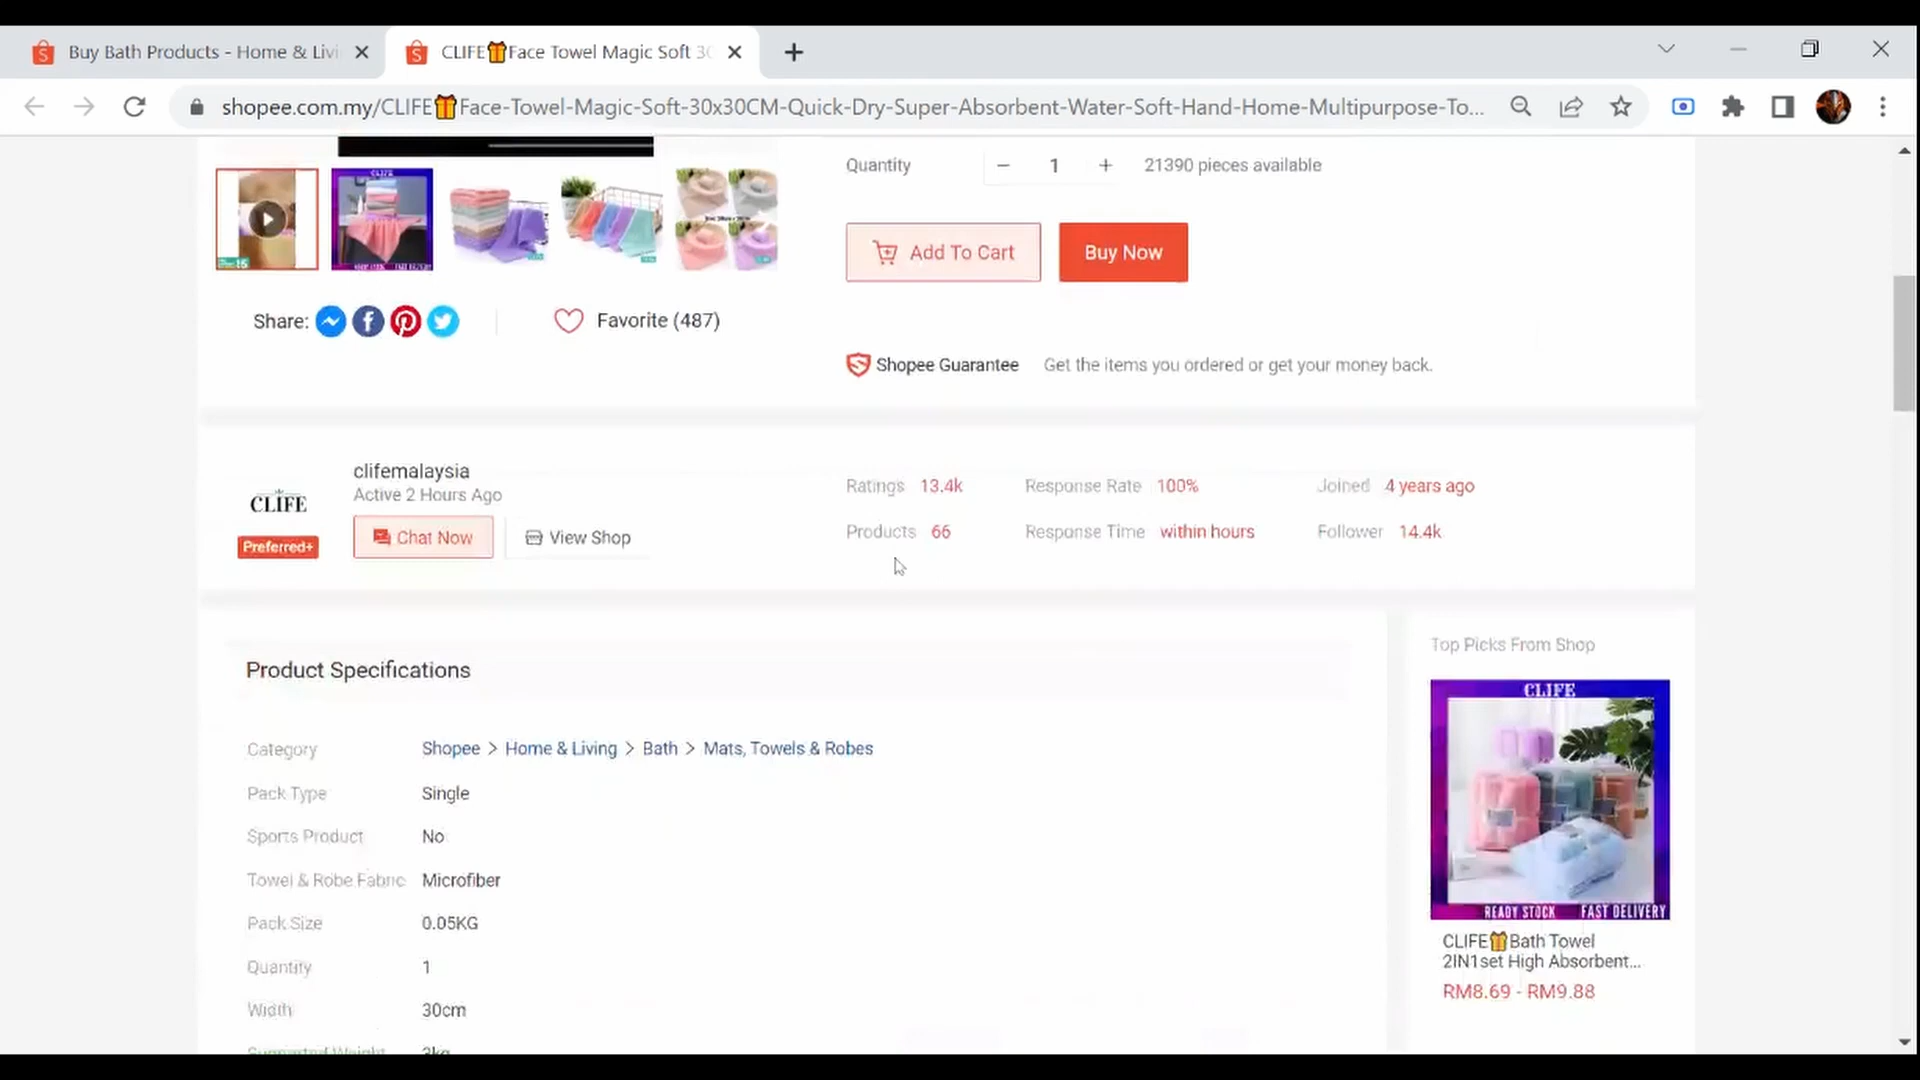 Buy Bath Products - Home & Livi
CLIFE🎁Face Towel Magic Soft 30
shopee.com.my/CLIFE🎁Face-Towel-Magic-Soft-30x30CM-Quick-Dry-Super-Absorbent-Water-Soft-Hand-Home-Multipurpose-To...
Quantity
1
21390 pieces available
Add To Cart
Buy Now
Share:
Favorite (487)
Shopee Guarantee
Get the items you ordered or get your money back.
CLIFE
Preferred+
clifemalaysia
Active 2 Hours Ago
Chat Now
View Shop
Ratings 13.4k
Response Rate 100%
Joined 4 years ago
Products 66
Response Time within hours
Follower 14.4k
Product Specifications
Category Shopee > Home & Living > Bath > Mats, Towels & Robes
Pack Type Single
Sports Product No
Towel & Robe Fabric Microfiber
Pack Size 0.05KG
Quantity 1
Width 30cm
Top Picks From Shop
CLIFE
READY STOCK FAST DELIVERY
CLIFE🎁Bath Towel
2IN1set High Absorbent...
RM8.69 - RM9.88